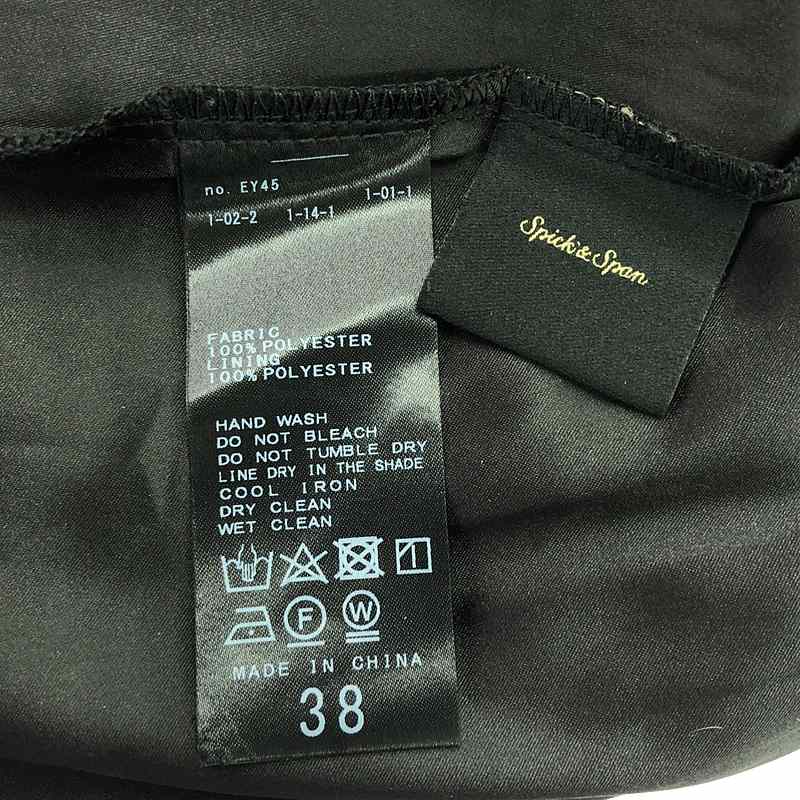 no. EY45
1-01-1
1-02-2 1-14-1
FABRIC
100% POLYESTER
LINING
100% POLYESTER
HAND WASH
DO NOT BLEACH
DO NOT TUMBLE DRY
LINE DRY IN THE SHADE
COOL IRON
DRY CLEAN
WET CLEAN
F W
MADE IN CHINA
38
Spick & Span